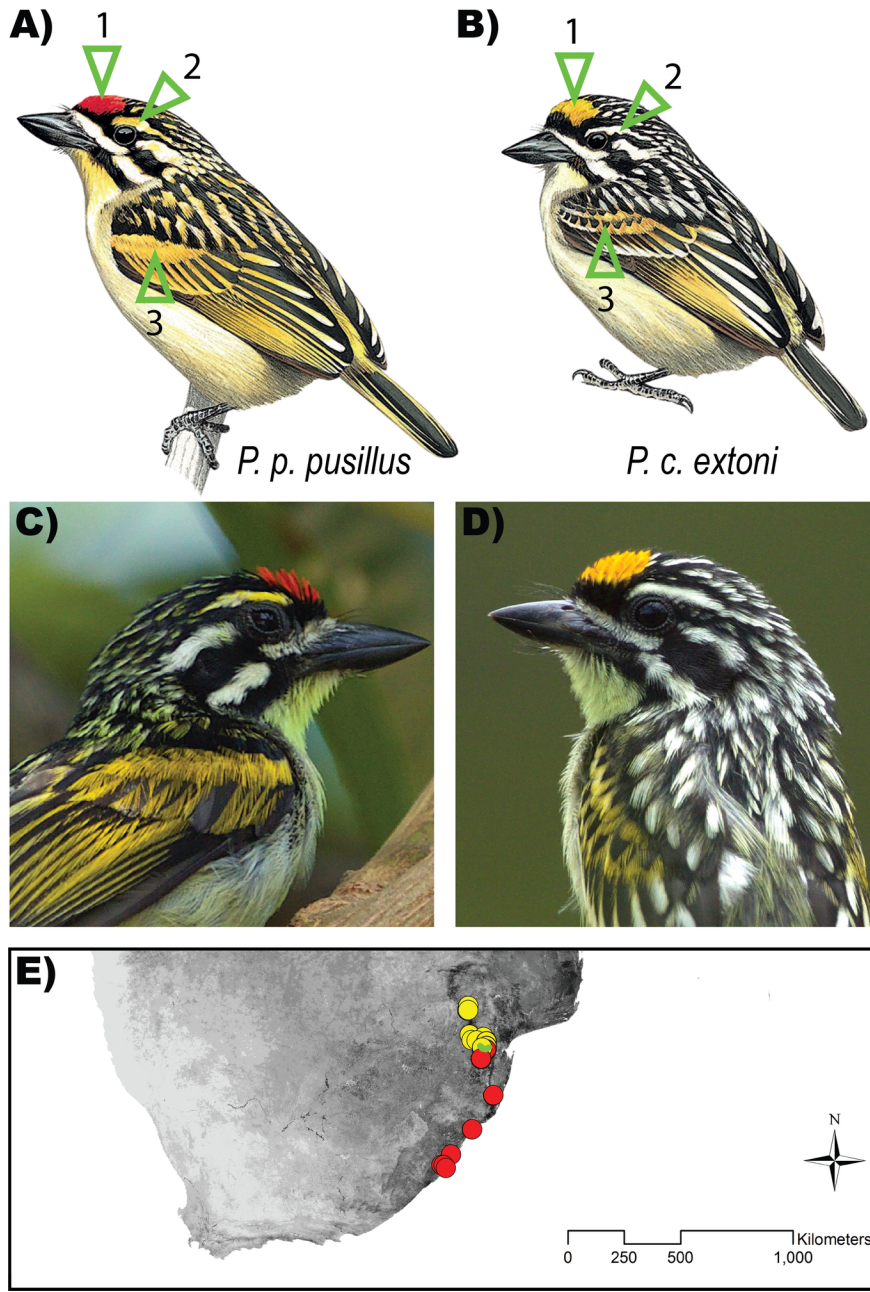 A)
1
2
3
P. p. pusillus
B)
1
2
3
P. c. extoni
C)
D)
E)
N
Kilometers
0 250 500 1,000